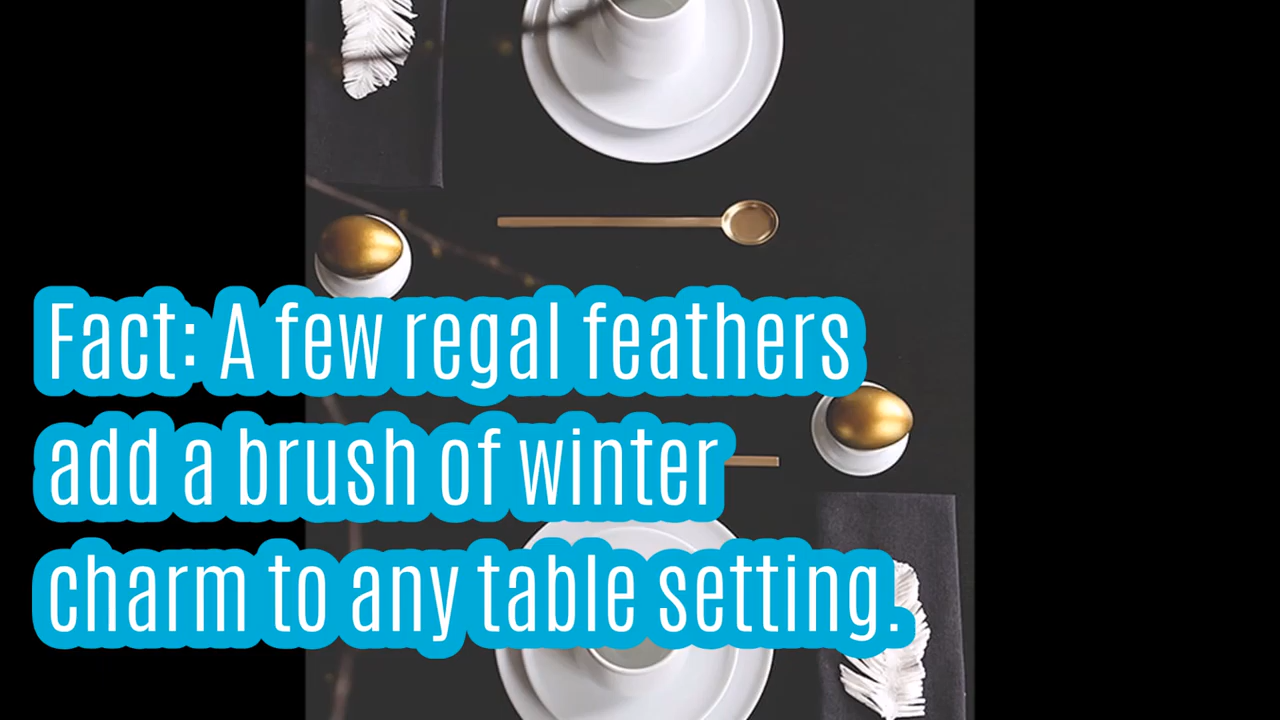 Fact: A few regal feathers
add a brush of winter
charm to any table setting.